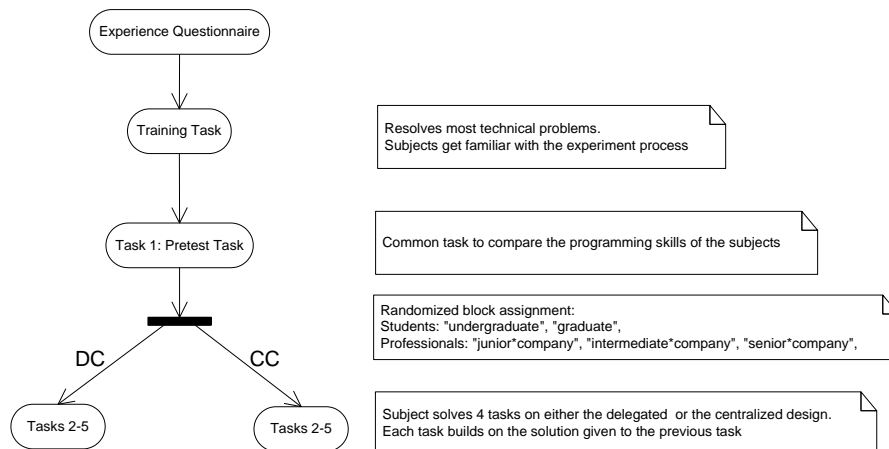 Experience Questionnaire
Training Task
Resolves most technical problems.
Subjects get familiar with the experiment process
Task 1: Pretest Task
Common task to compare the programming skills of the subjects
Randomized block assignment:
Students: "undergraduate", "graduate",
Professionals: "junior*company", "intermediate*company", "senior*company",
DC
CC
Tasks 2-5
Tasks 2-5
Subject solves 4 tasks on either the delegated or the centralized design.
Each task builds on the solution given to the previous task